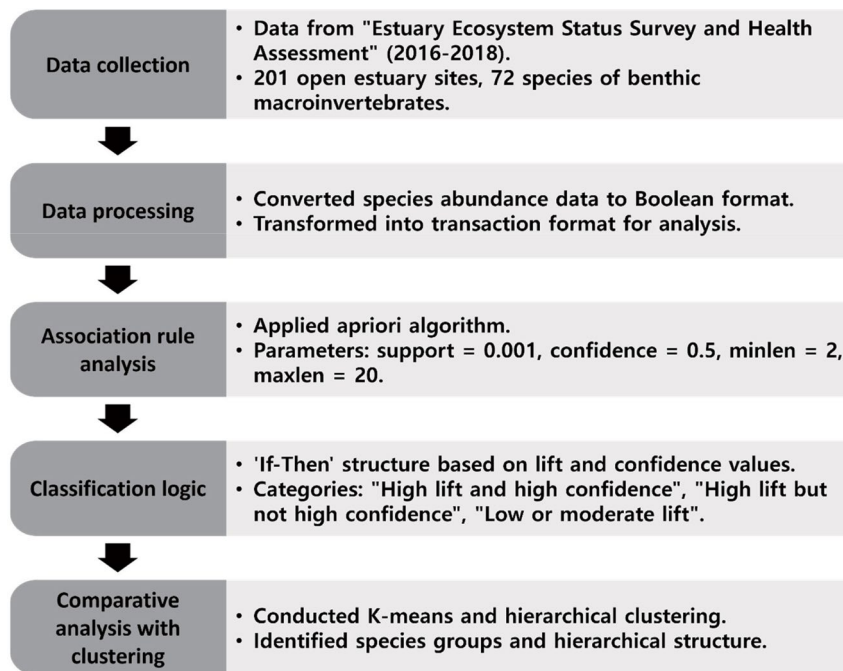 Data collection
• Data from "Estuary Ecosystem Status Survey and Health
Assessment" (2016-2018).
• 201 open estuary sites, 72 species of benthic
macroinvertebrates.
Data processing
• Converted species abundance data to Boolean format.
• Transformed into transaction format for analysis.
Association rule
analysis
• Applied apriori algorithm.
• Parameters: support = 0.001, confidence = 0.5, minlen = 2,
maxlen = 20.
Classification logic
• 'If-Then' structure based on lift and confidence values.
• Categories: "High lift and high confidence", "High lift but
not high confidence", "Low or moderate lift".
Comparative
analysis with
clustering
• Conducted K-means and hierarchical clustering.
• Identified species groups and hierarchical structure.